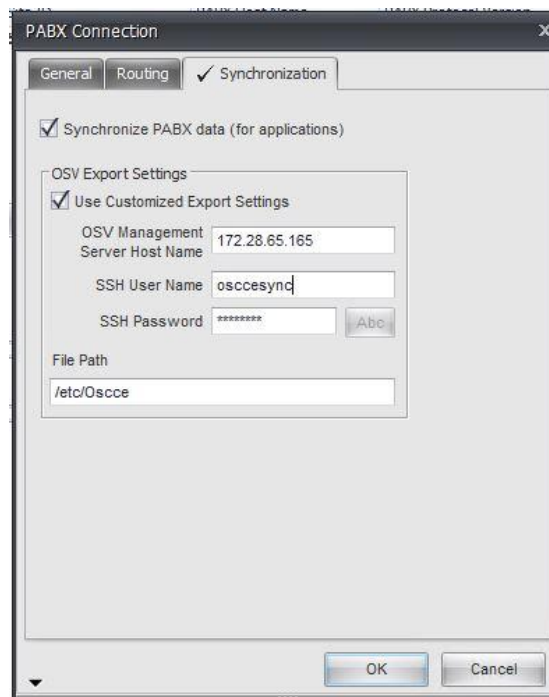 PABX Connection
General Routing ✓ Synchronization
Synchronize PABX data (for applications)
OSV Export Settings
Use Customized Export Settings
OSV Management
Server Host Name
172.28.65.165
SSH User Name osccesync
SSH Password ******** Abc
File Path
/etc/Oscce
OK Cancel